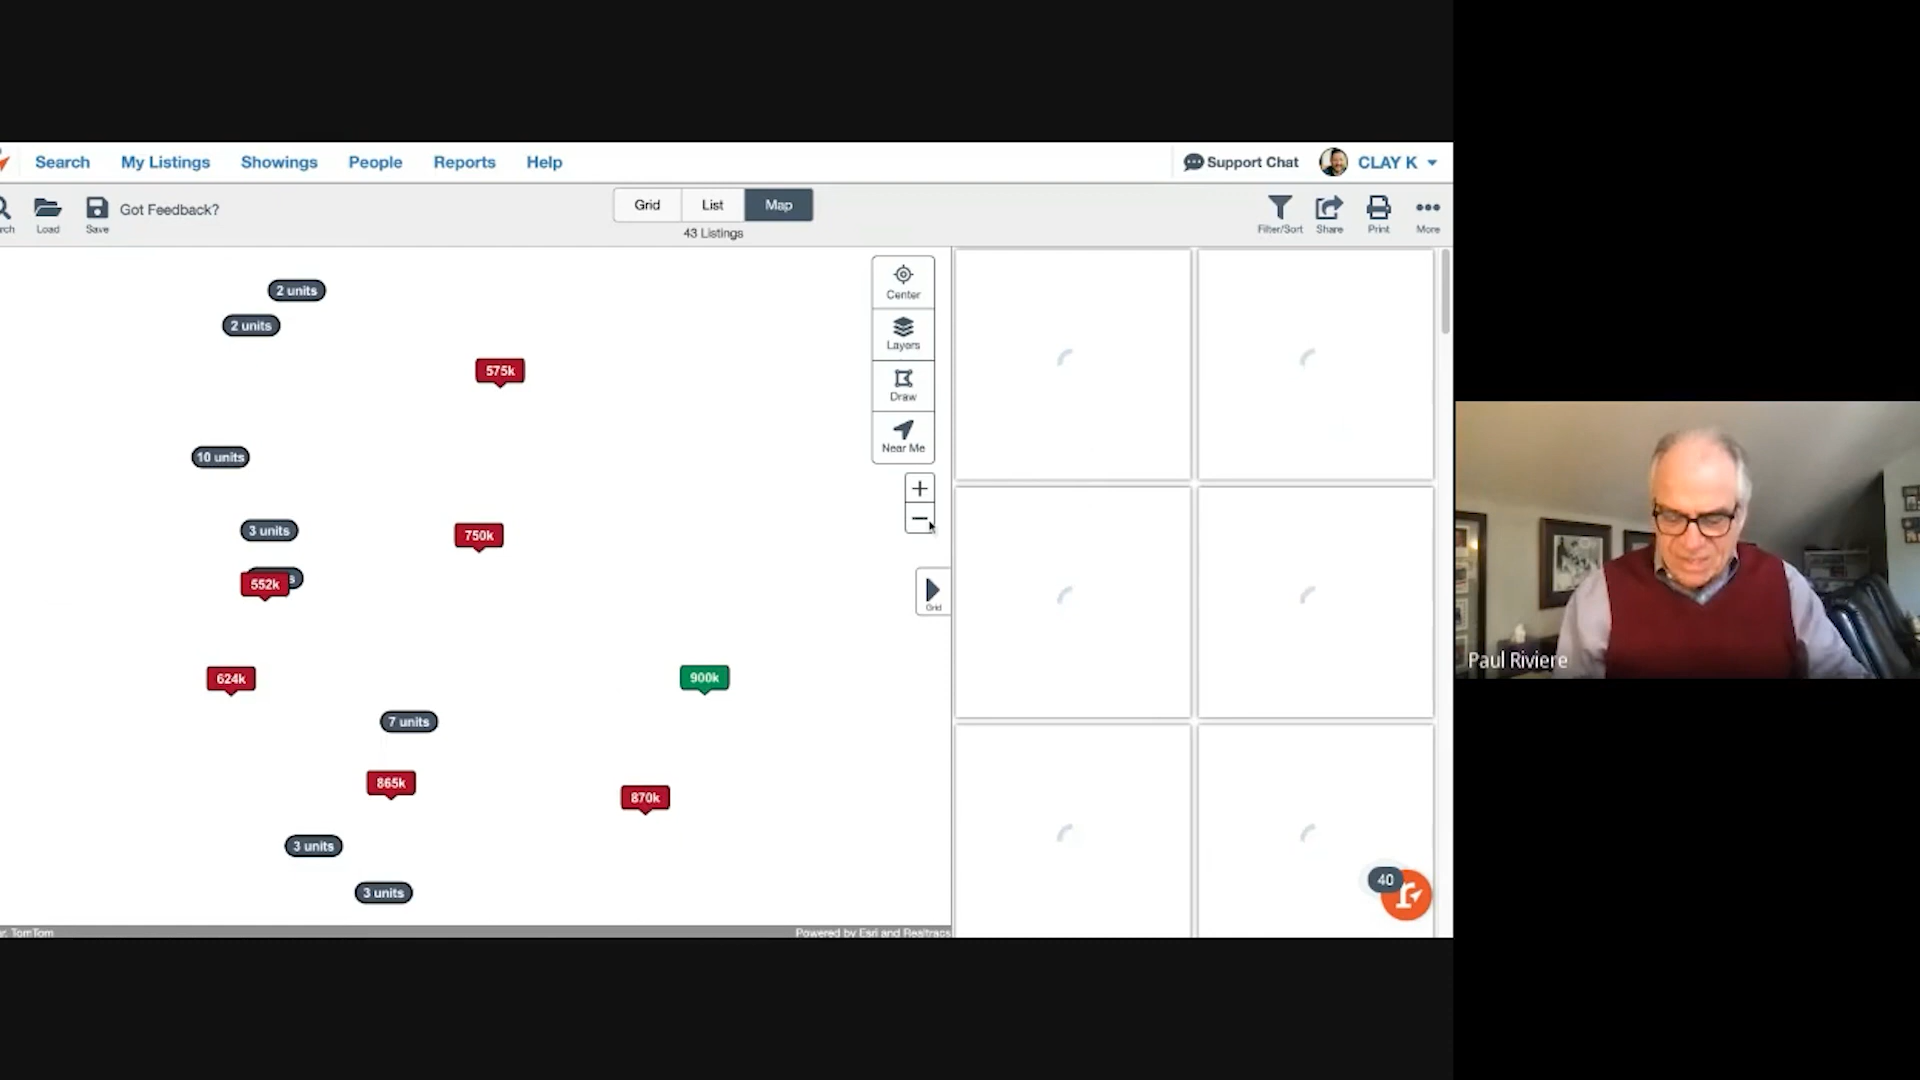 Search My Listings Showings People Reports Help Support Chat CLAY K
Load Save Got Feedback? Grid List Map Filter/Sort Share Print More
43 Listings
2 units
2 units
575k
10 units
3 units
750k
552k
624k
900k
7 units
865k
870k
3 units
3 units
Center
Layers
Draw
Near Me
+
−
Grid
40
TomTom
Powered by Esri and Realtracs
Paul Riviere